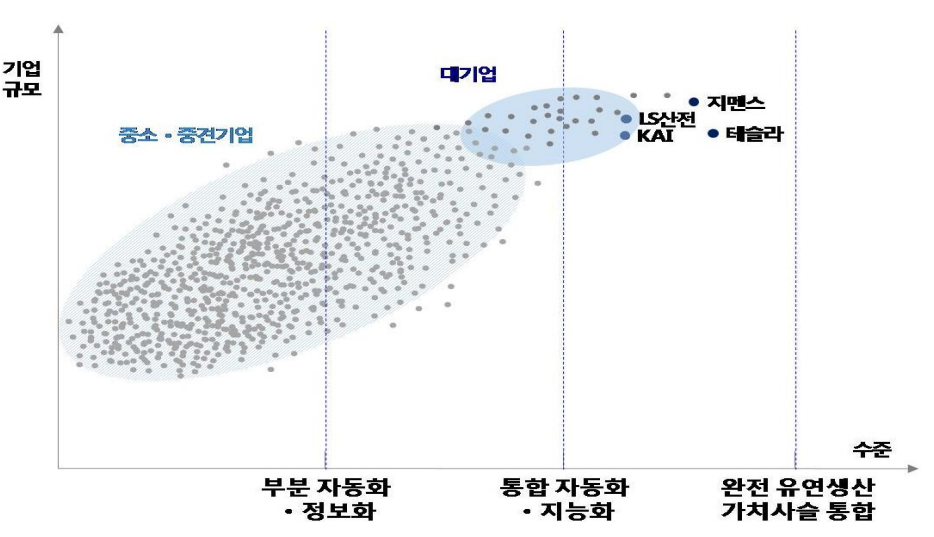 기업
규모
대기업
중소・중견기업
지멘스
LS산전
KAI
테슬라
수준
부분 자동화
・정보화
통합 자동화
・지능화
완전 유연생산
가치사슬 통합